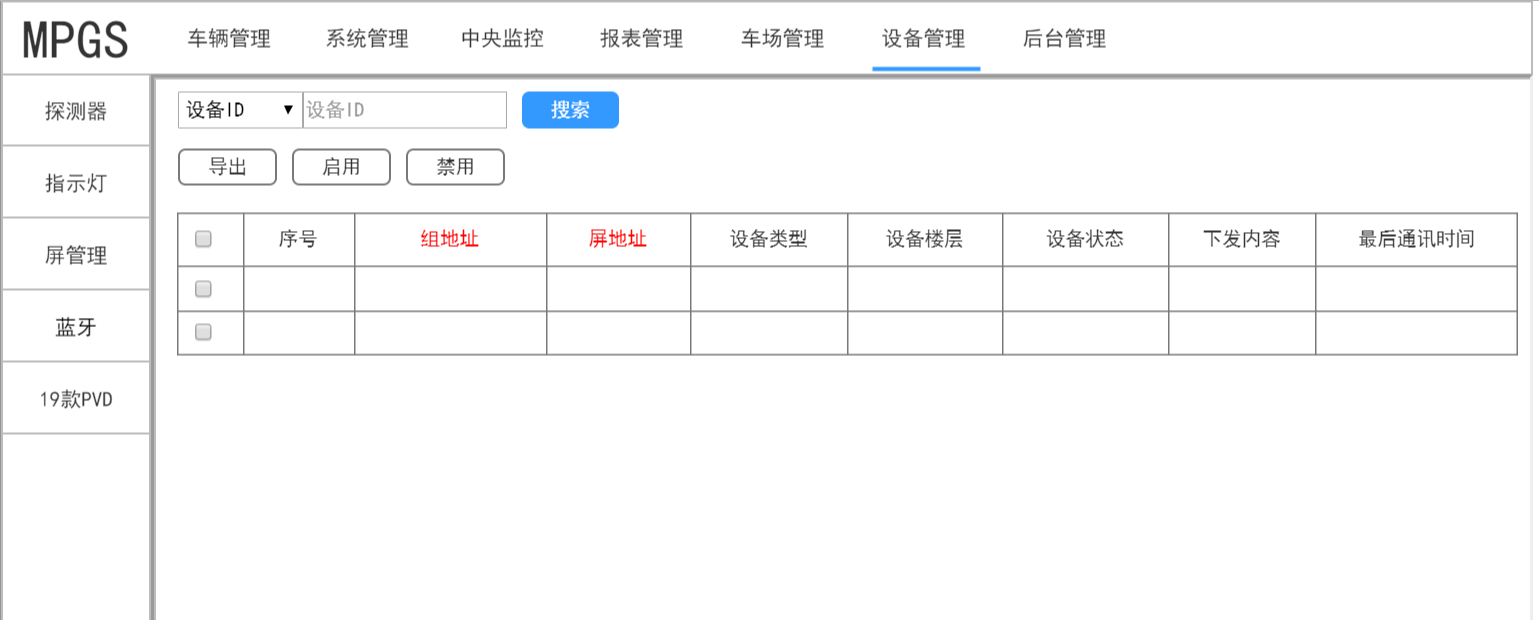 MPGS 车辆管理 系统管理 中央监控 报表管理 车场管理 设备管理 后台管理
探测器
指示灯
屏管理
蓝牙
19款PVD
设备ID ▼ 设备ID 搜索
导出 启用 禁用
序号 组地址 屏地址 设备类型 设备楼层 设备状态 下发内容 最后通讯时间